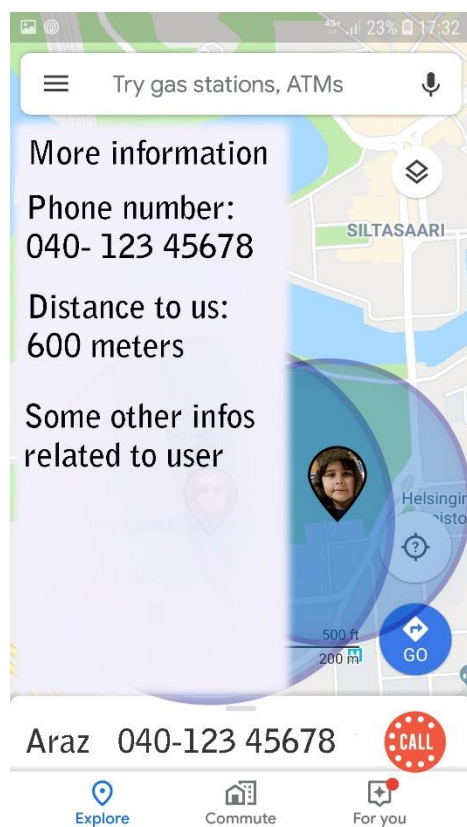 4G+ 23% 17:32
Try gas stations, ATMs
More information
Phone number:
040- 123 45678
SILTASAARI
Distance to us:
600 meters
Some other infos
related to user
Helsingin
500 ft
200 m
GO
Araz 040-123 45678
CALL
Explore Commute For you